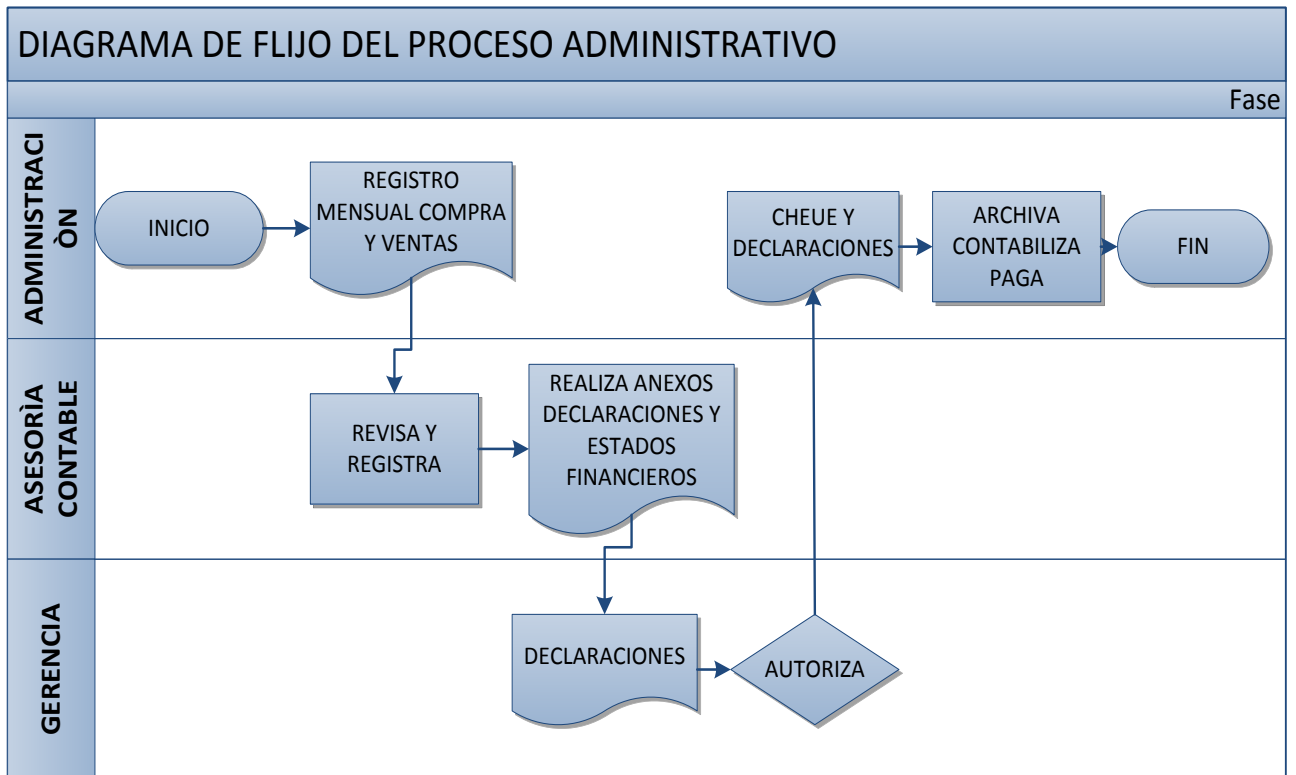 DIAGRAMA DE FLIJO DEL PROCESO ADMINISTRATIVO
Fase
ADMINISTRACI
ÒN
INICIO
REGISTRO
MENSUAL COMPRA
Y VENTAS
CHEUE Y
DECLARACIONES
ARCHIVA
CONTABILIZA
PAGA
FIN
ASESORÌA
CONTABLE
REVISA Y
REGISTRA
REALIZA ANEXOS
DECLARACIONES Y
ESTADOS
FINANCIEROS
GERENCIA
DECLARACIONES
AUTORIZA